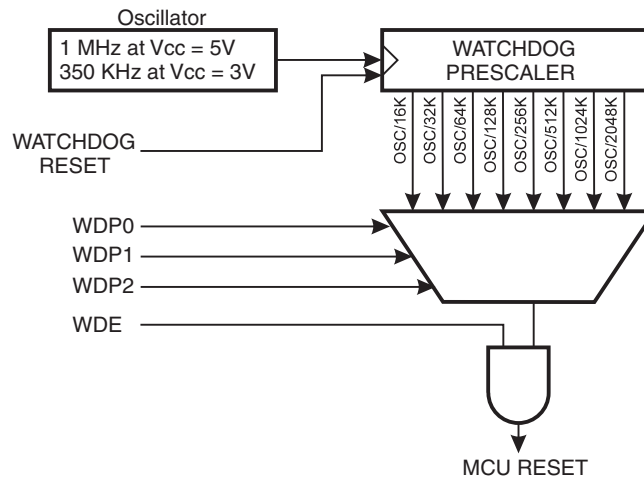 Oscillator
1 MHz at Vcc = 5V
350 KHz at Vcc = 3V
WATCHDOG
PRESCALER
OSC/16K
OSC/32K
OSC/64K
OSC/128K
OSC/256K
OSC/512K
OSC/1024K
OSC/2048K
WATCHDOG
RESET
WDP0
WDP1
WDP2
WDE
MCU RESET